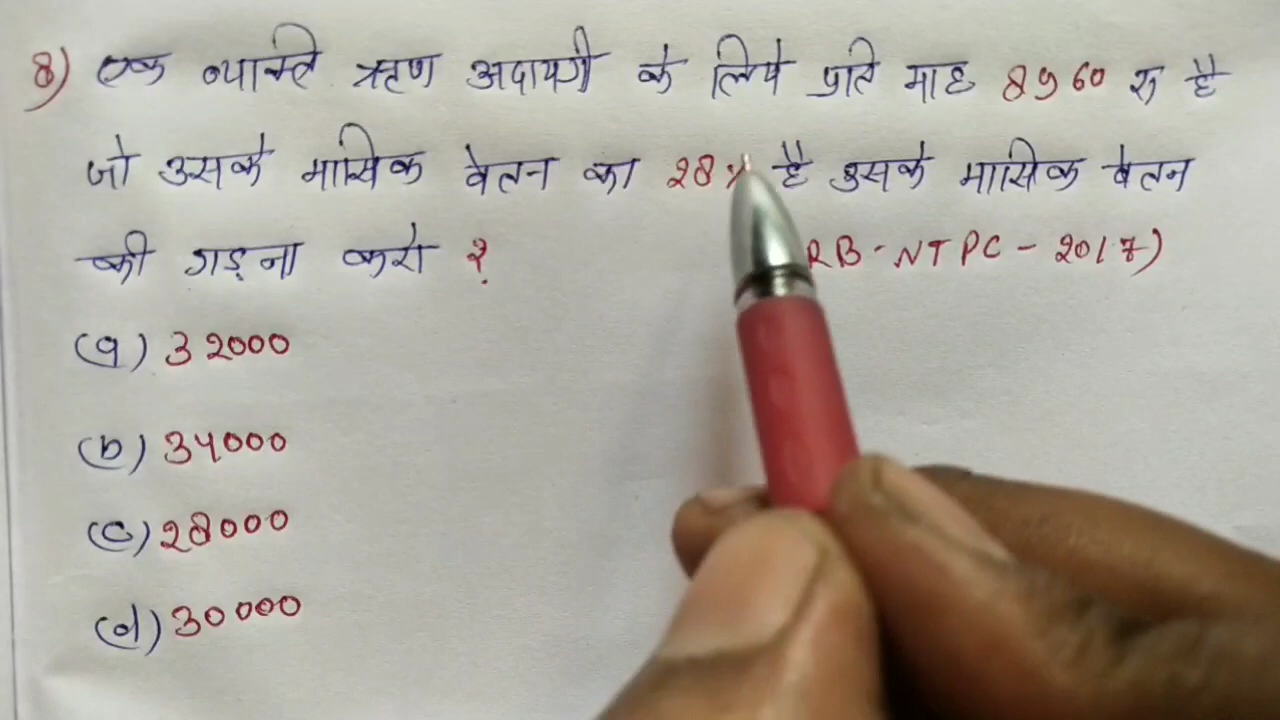 8) एक व्यक्ति ऋण अदायगी के लिये प्रति माह 8960 रु है
जो उसके मासिक वेतन का 28% है उसके मासिक वेतन
की गड़ना करो ?
RB-NTPC-2017)
(a) 32000
(b) 34000
(c) 28000
(d) 30000